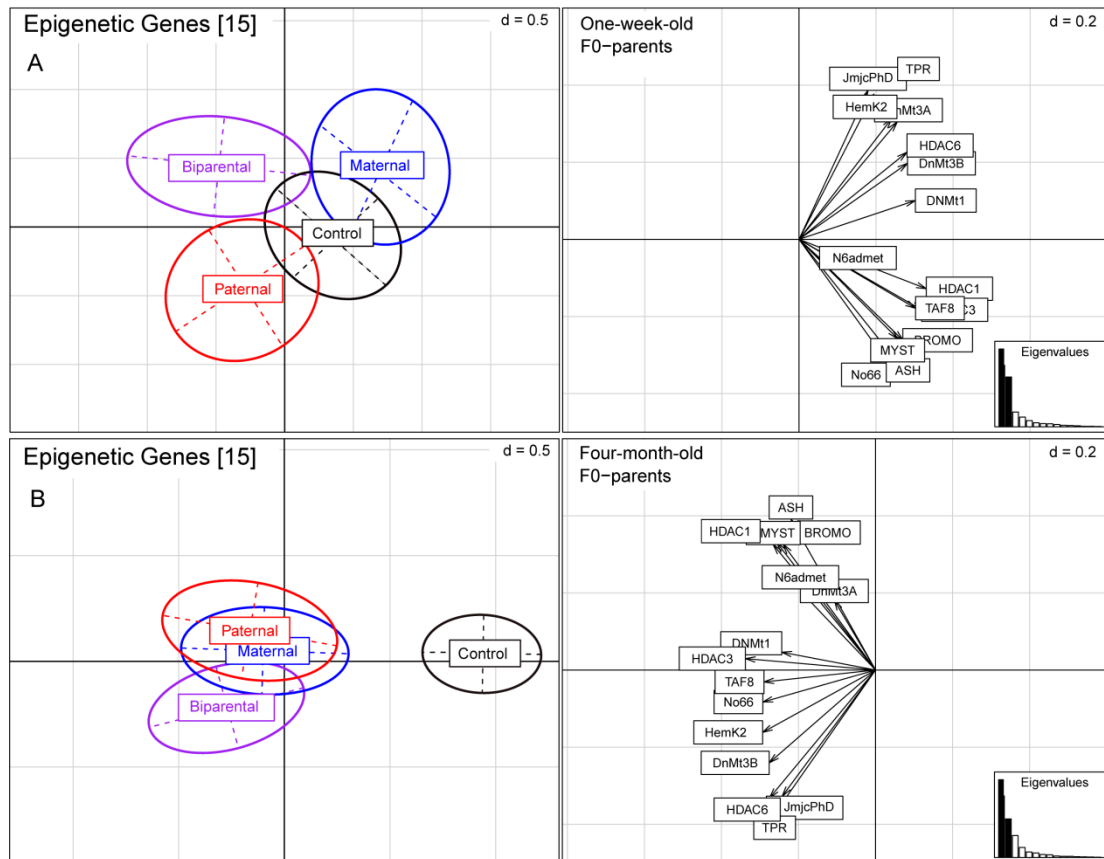 Epigenetic Genes [15]
d = 0.5
A
Biparental
Maternal
Control
Paternal
One-week-old
F0-parents
d = 0.2
TPR
JmjcPhD
HemK2
HDAC6
DnMt3B
DNMt1
N6admet
HDAC1
TAF8
MYST
No66
ASH
Eigenvalues
Epigenetic Genes [15]
d = 0.5
B
Paternal
Maternal
Control
Biparental
Four-month-old
F0-parents
d = 0.2
ASH
HDAC1
MYST
BROMO
N6admet
DnMt3A
DNMt1
HDAC3
TAF8
No66
HemK2
DnMt3B
HDAC6
JmjcPhD
TPR
Eigenvalues